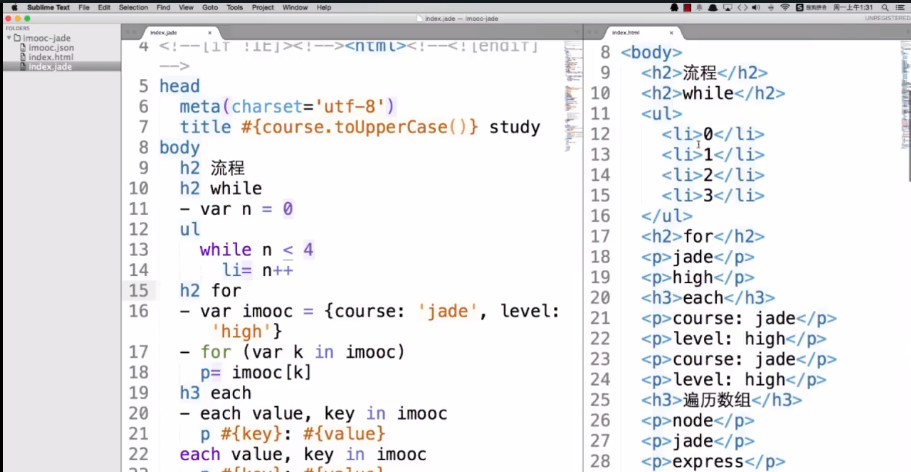 Sublime Text File Edit Selection Find View Goto Tools Project Window Help
周一上午1:31
index.jade — imooc-jade
UNREGISTERED
FOLDERS
imooc-jade
imooc.json
index.html
index.jade
index.jade
4 <!--[if !IE]><!--><html><!--<![endif]
-->
5 head
6 meta(charset='utf-8')
7 title #{course.toUpperCase()} study
8 body
9 h2 流程
10 h2 while
11 - var n = 0
12 ul
13 while n < 4
14 li= n++
15 h2 for
16 - var imooc = {course: 'jade', level:
'high'}
17 - for (var k in imooc)
18 p= imooc[k]
19 h3 each
20 - each value, key in imooc
21 p #{key}: #{value}
22 each value, key in imooc
23 p #{key}: #{value}
index.html
8 <body>
9 <h2>流程</h2>
10 <h2>while</h2>
11 <ul>
12 <li>0</li>
13 <li>1</li>
14 <li>2</li>
15 <li>3</li>
16 </ul>
17 <h2>for</h2>
18 <p>jade</p>
19 <p>high</p>
20 <h3>each</h3>
21 <p>course: jade</p>
22 <p>level: high</p>
23 <p>course: jade</p>
24 <p>level: high</p>
25 <h3>遍历数组</h3>
26 <p>node</p>
27 <p>jade</p>
28 <p>express</p>